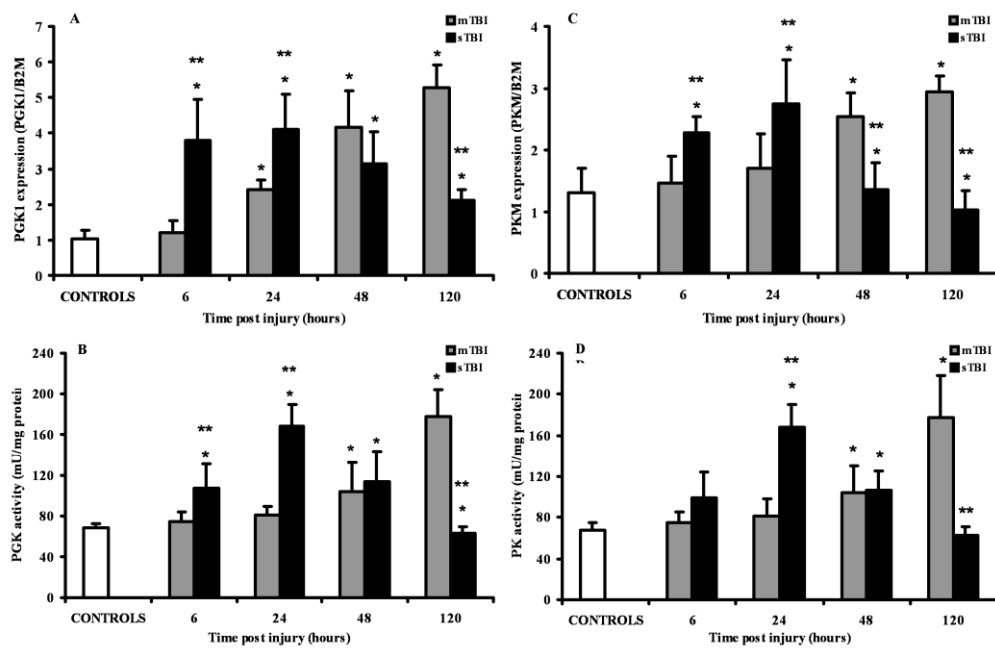 A
mTBI
sTBI
PGK1 expression (PGK1/B2M)
7
6
5
4
3
2
1
0
**
*
**
*
*
*
*
*
**
*
CONTROLS 6 24 48 120
Time post injury (hours)
C
mTBI
sTBI
PKM expression (PKM/B2M)
4
3
2
1
0
**
*
**
*
*
**
*
*
**
*
CONTROLS 6 24 48 120
Time post injury (hours)
B
mTBI
sTBI
PGK activity (mU/mg protein
240
200
160
120
80
40
0
**
*
**
*
*
*
*
**
*
CONTROLS 6 24 48 120
Time post injury (hours)
D
mTBI
sTBI
PK activity (mU/mg protein
240
200
160
120
80
40
0
**
*
*
*
*
**
CONTROLS 6 24 48 120
Time post injury (hours)